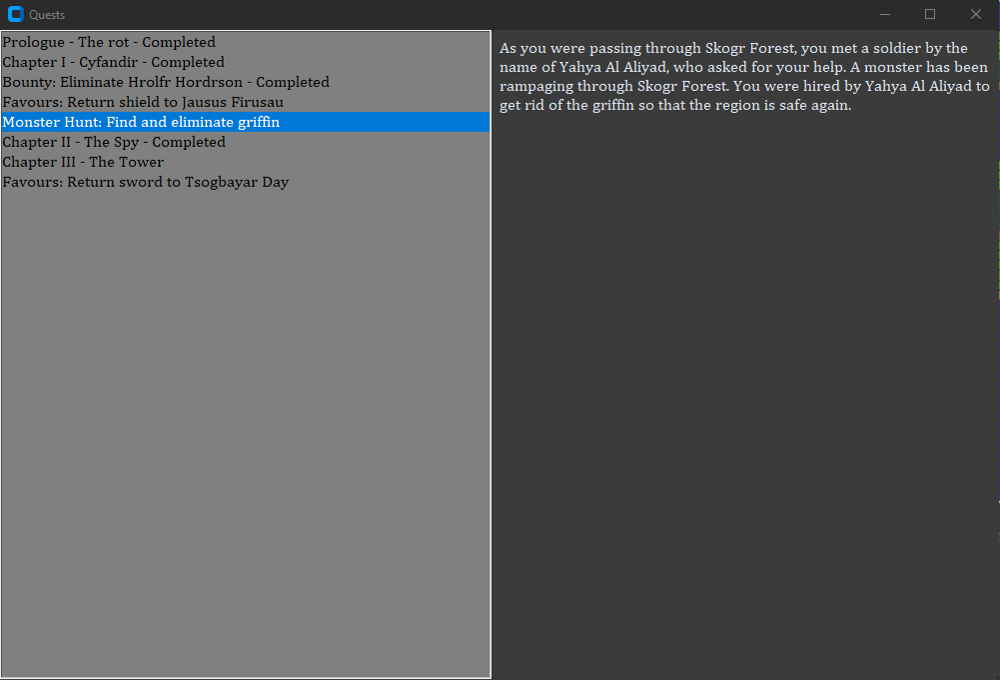 Quests
Prologue - The rot - Completed
Chapter I - Cyfandir - Completed
Bounty: Eliminate Hrolfr Hordrson - Completed
Favours: Return shield to Jausus Firusau
Monster Hunt: Find and eliminate griffin
Chapter II - The Spy - Completed
Chapter III - The Tower
Favours: Return sword to Tsogbayar Day
As you were passing through Skogr Forest, you met a soldier by the
name of Yahya Al Aliyad, who asked for your help. A monster has been
rampaging through Skogr Forest. You were hired by Yahya Al Aliyad to
get rid of the griffin so that the region is safe again.